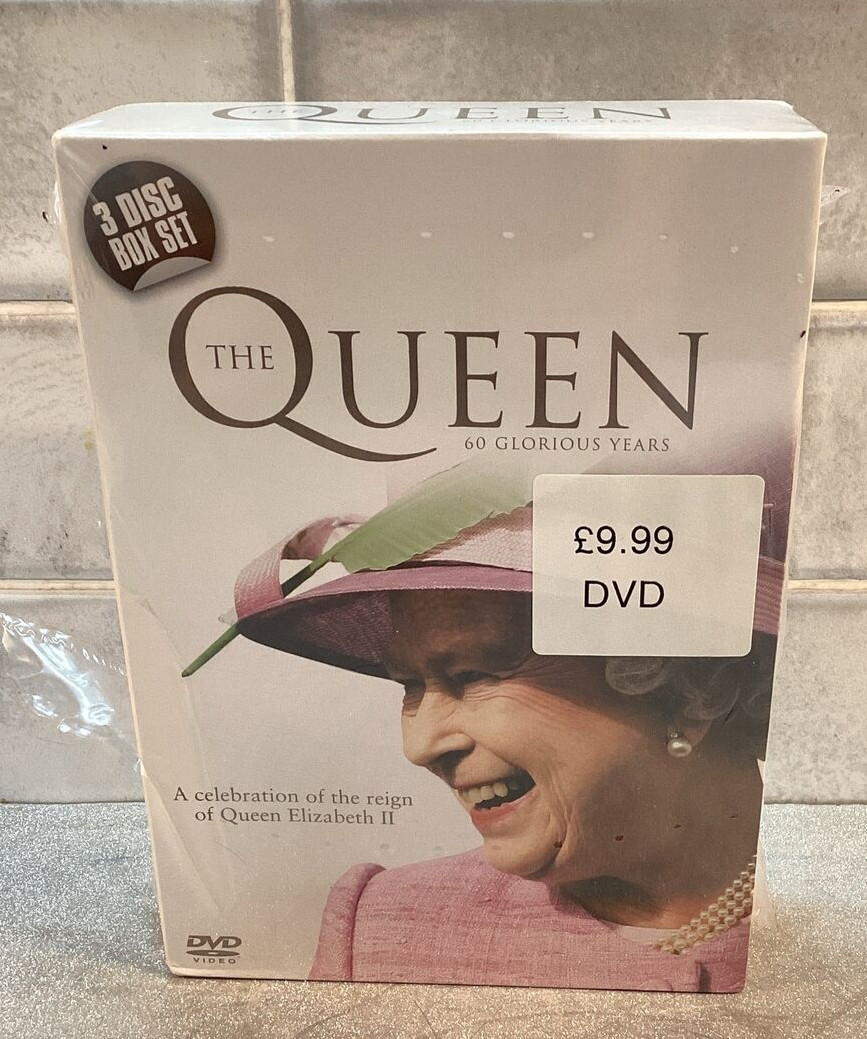 THE QUEEN
60 GLORIOUS YEARS
3 DISC
BOX SET
THE QUEEN
60 GLORIOUS YEARS
£9.99
DVD
A celebration of the reign
of Queen Elizabeth II
DVD
VIDEO